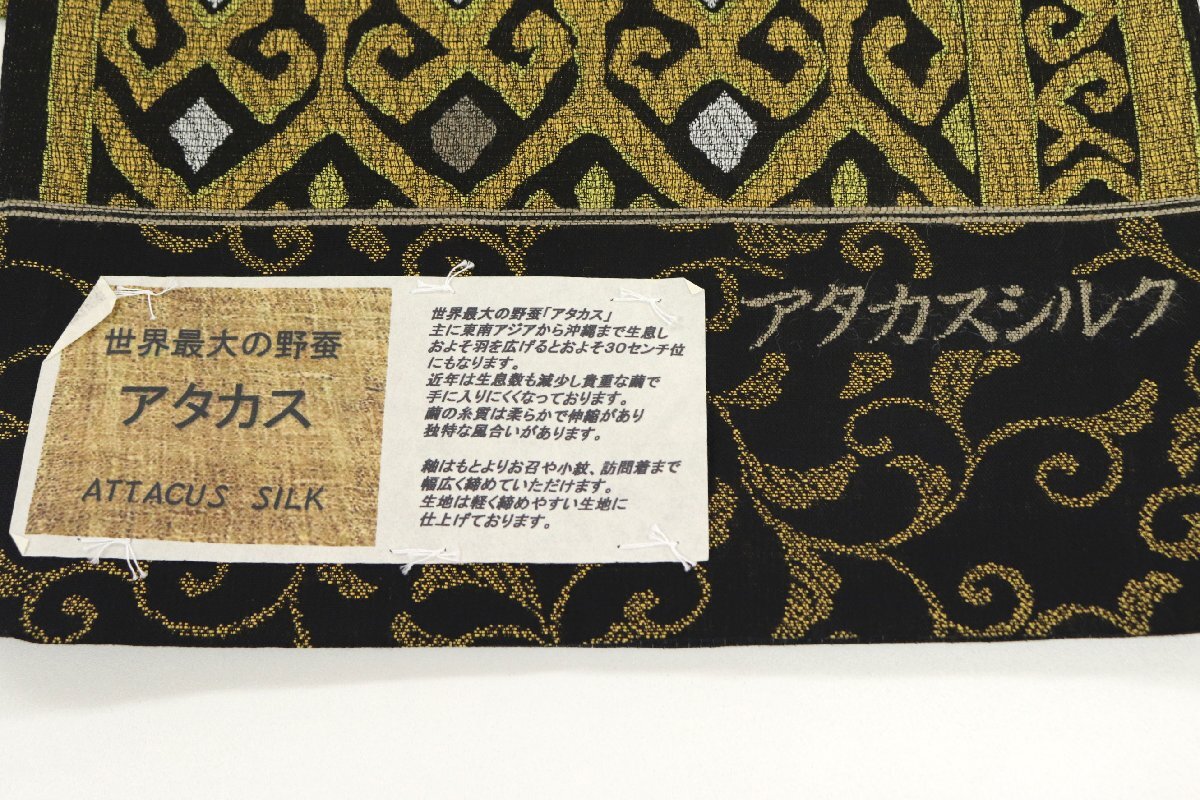 世界最大の野蚕
アタカス
ATTACUS SILK
世界最大の野蚕「アタカス」
主に東南アジアから沖縄まで生息し
およそ羽を広げるとおよそ30センチ位
にもなります。
近年は生息数も減少し貴重な繭で
手に入りにくくなっております。
繭の糸質は柔らかで伸縮があり
独特な風合いがあります。
紬はもとよりお召や小紋、訪問着まで
幅広く締めていただけます。
生地は軽く締めやすい生地に
仕上げております。
アタカスシルク